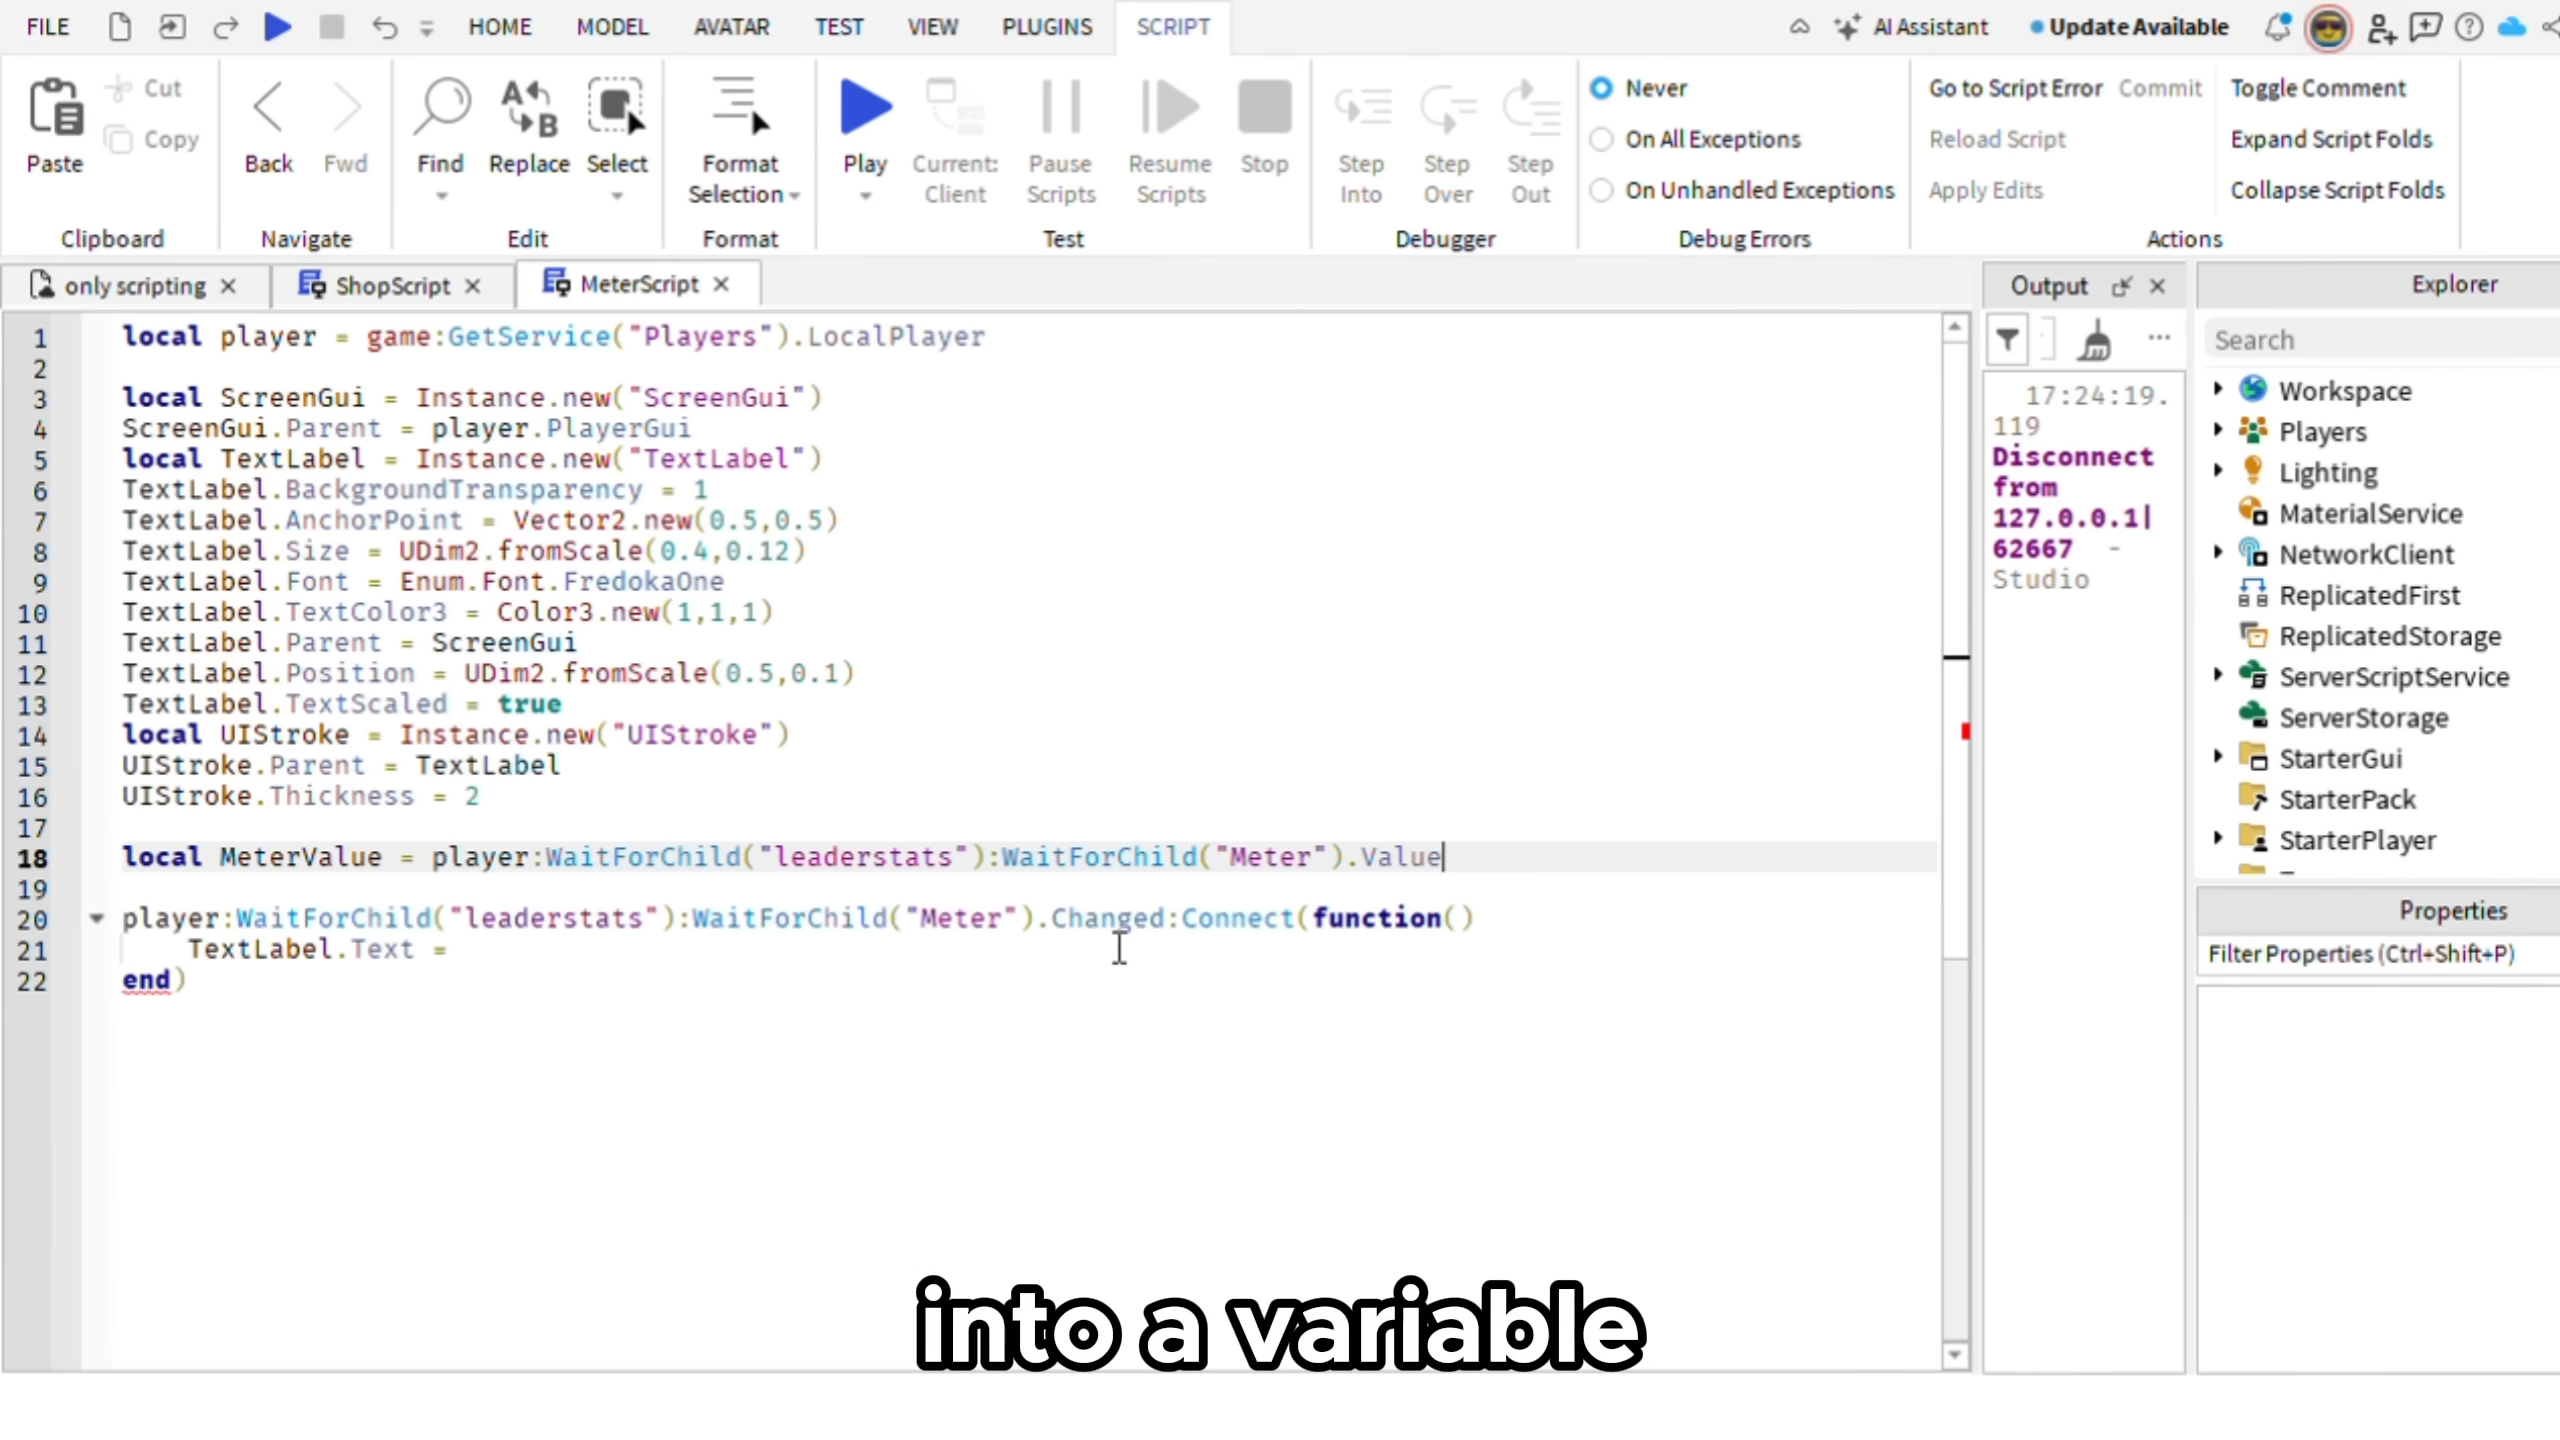 FILE HOME MODEL AVATAR TEST VIEW PLUGINS SCRIPT AI Assistant Update Available
Paste Cut Copy
Clipboard
Back Fwd
Navigate
Find Replace Select
Edit
Format Selection
Format
Play Current: Client Pause Scripts Resume Scripts Stop
Test
Step Into Step Over Step Out
Debugger
Never
On All Exceptions
On Unhandled Exceptions
Debug Errors
Go to Script Error Commit Toggle Comment
Reload Script Expand Script Folds
Apply Edits Collapse Script Folds
Actions
only scripting ShopScript MeterScript
1 local player = game:GetService("Players").LocalPlayer
2
3 local ScreenGui = Instance.new("ScreenGui")
4 ScreenGui.Parent = player.PlayerGui
5 local TextLabel = Instance.new("TextLabel")
6 TextLabel.BackgroundTransparency = 1
7 TextLabel.AnchorPoint = Vector2.new(0.5,0.5)
8 TextLabel.Size = UDim2.fromScale(0.4,0.12)
9 TextLabel.Font = Enum.Font.FredokaOne
10 TextLabel.TextColor3 = Color3.new(1,1,1)
11 TextLabel.Parent = ScreenGui
12 TextLabel.Position = UDim2.fromScale(0.5,0.1)
13 TextLabel.TextScaled = true
14 local UIStroke = Instance.new("UIStroke")
15 UIStroke.Parent = TextLabel
16 UIStroke.Thickness = 2
17
18 local MeterValue = player:WaitForChild("leaderstats"):WaitForChild("Meter").Value
19
20 player:WaitForChild("leaderstats"):WaitForChild("Meter").Changed:Connect(function()
21 TextLabel.Text =
22 end)
Output
17:24:19.
119
Disconnect
from
127.0.0.1|
62667 -
Studio
Explorer
Search
Workspace
Players
Lighting
MaterialService
NetworkClient
ReplicatedFirst
ReplicatedStorage
ServerScriptService
ServerStorage
StarterGui
StarterPack
StarterPlayer
Properties
Filter Properties (Ctrl+Shift+P)
into a variable